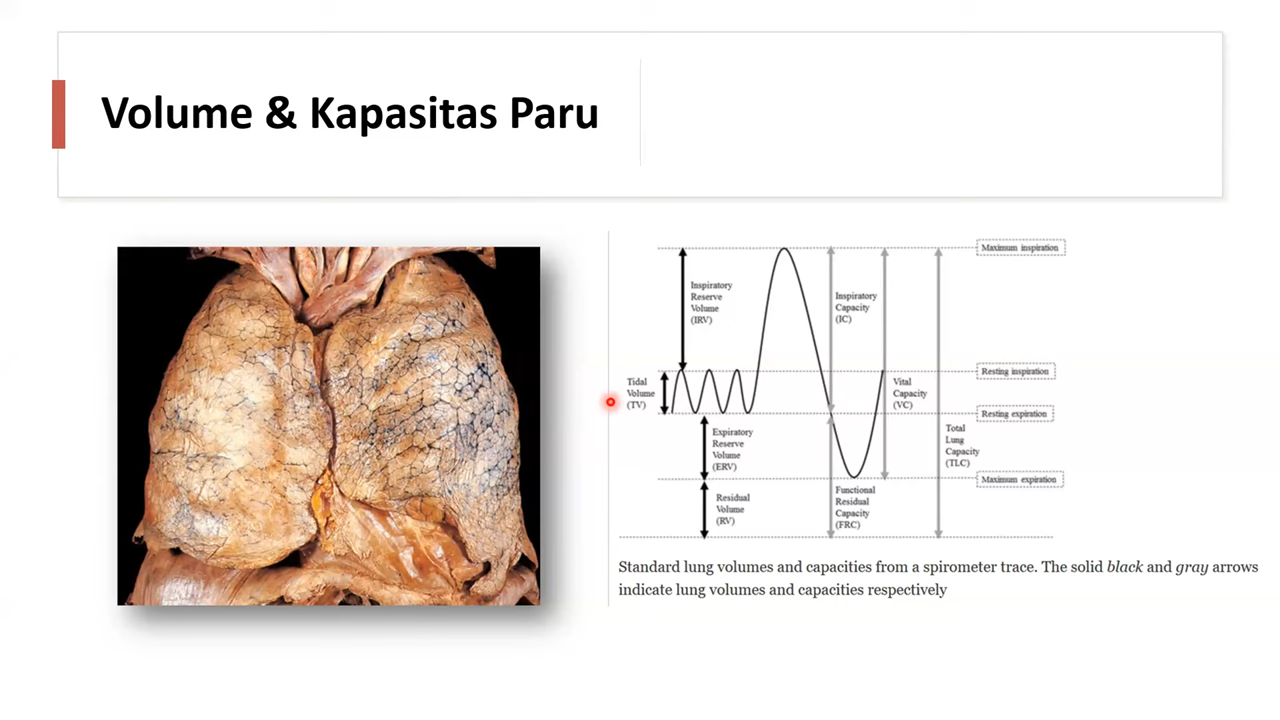 Volume & Kapasitas Paru
Maximum inspiration
Inspiratory
Reserve
Volume
(IRV)
Inspiratory
Capacity
(IC)
Resting inspiration
Tidal
Volume
(TV)
Vital
Capacity
(VC)
Resting expiration
Expiratory
Reserve
Volume
(ERV)
Total
Lung
Capacity
(TLC)
Maximum expiration
Residual
Volume
(RV)
Functional
Residual
Capacity
(FRC)
Standard lung volumes and capacities from a spirometer trace. The solid black and gray arrows
indicate lung volumes and capacities respectively